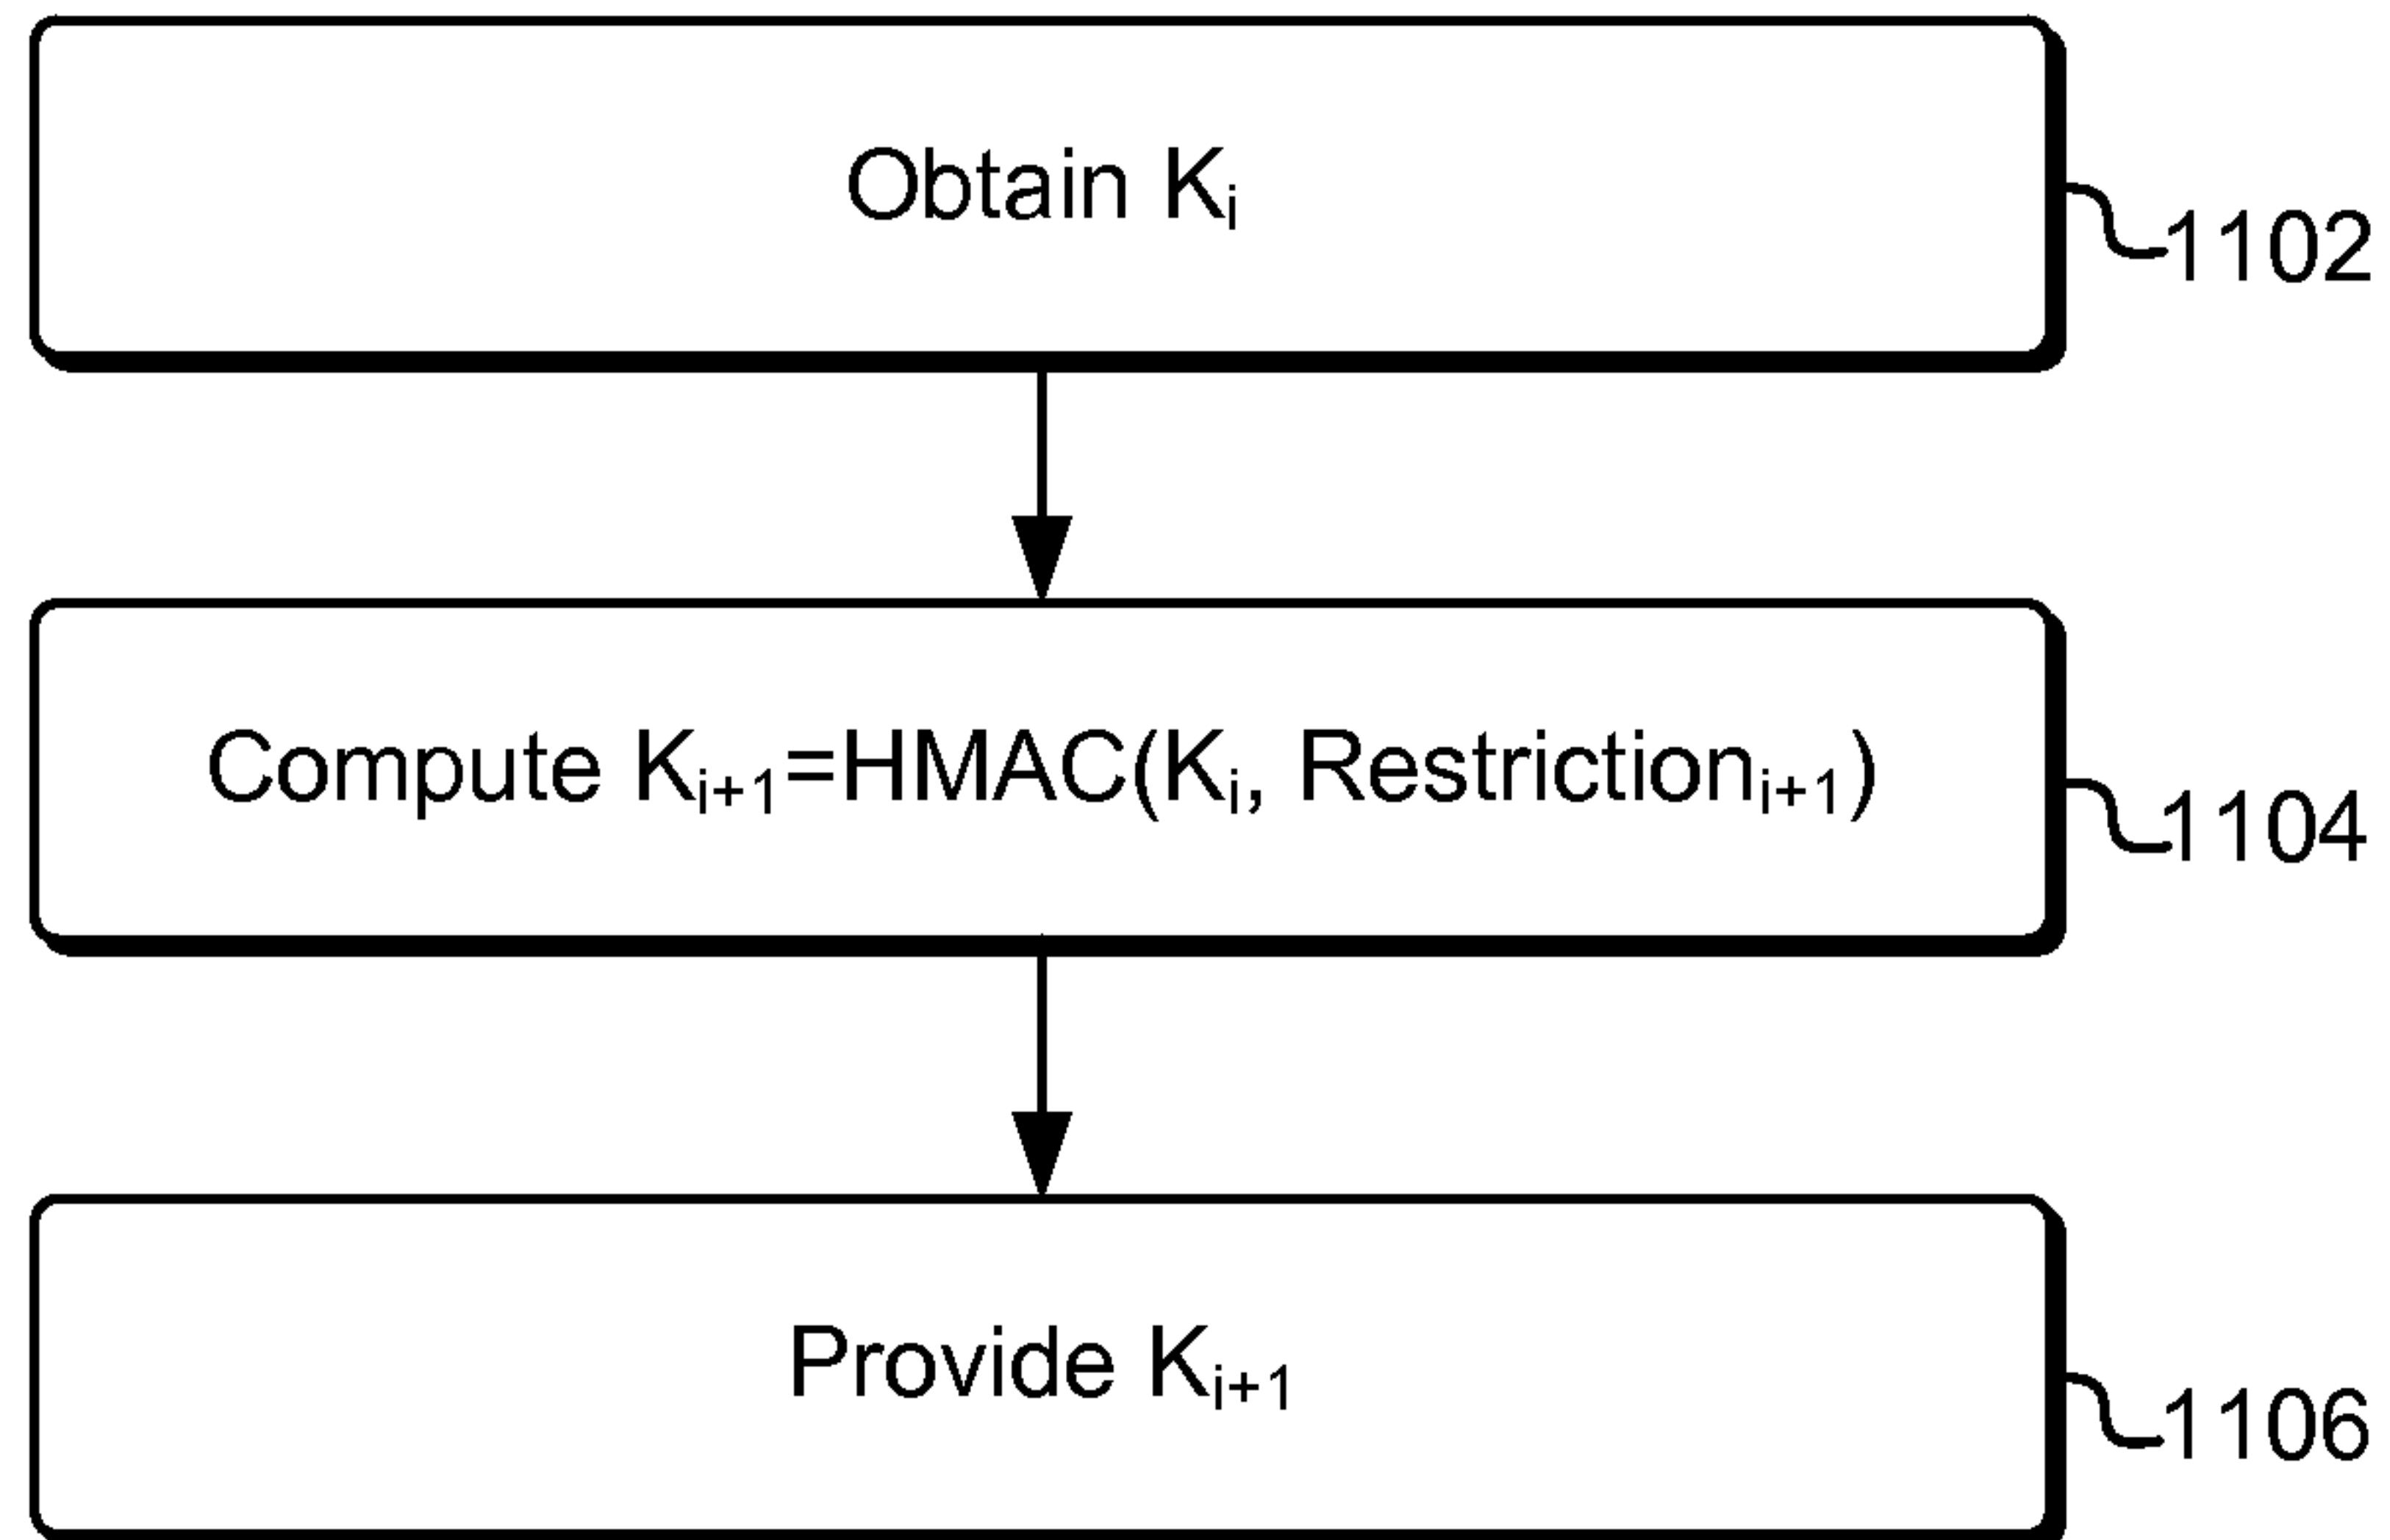 Obtain Kᵢ
1102
Compute Kᵢ₊₁=HMAC(Kᵢ, Restrictionᵢ₊₁)
1104
Provide Kᵢ₊₁
1106